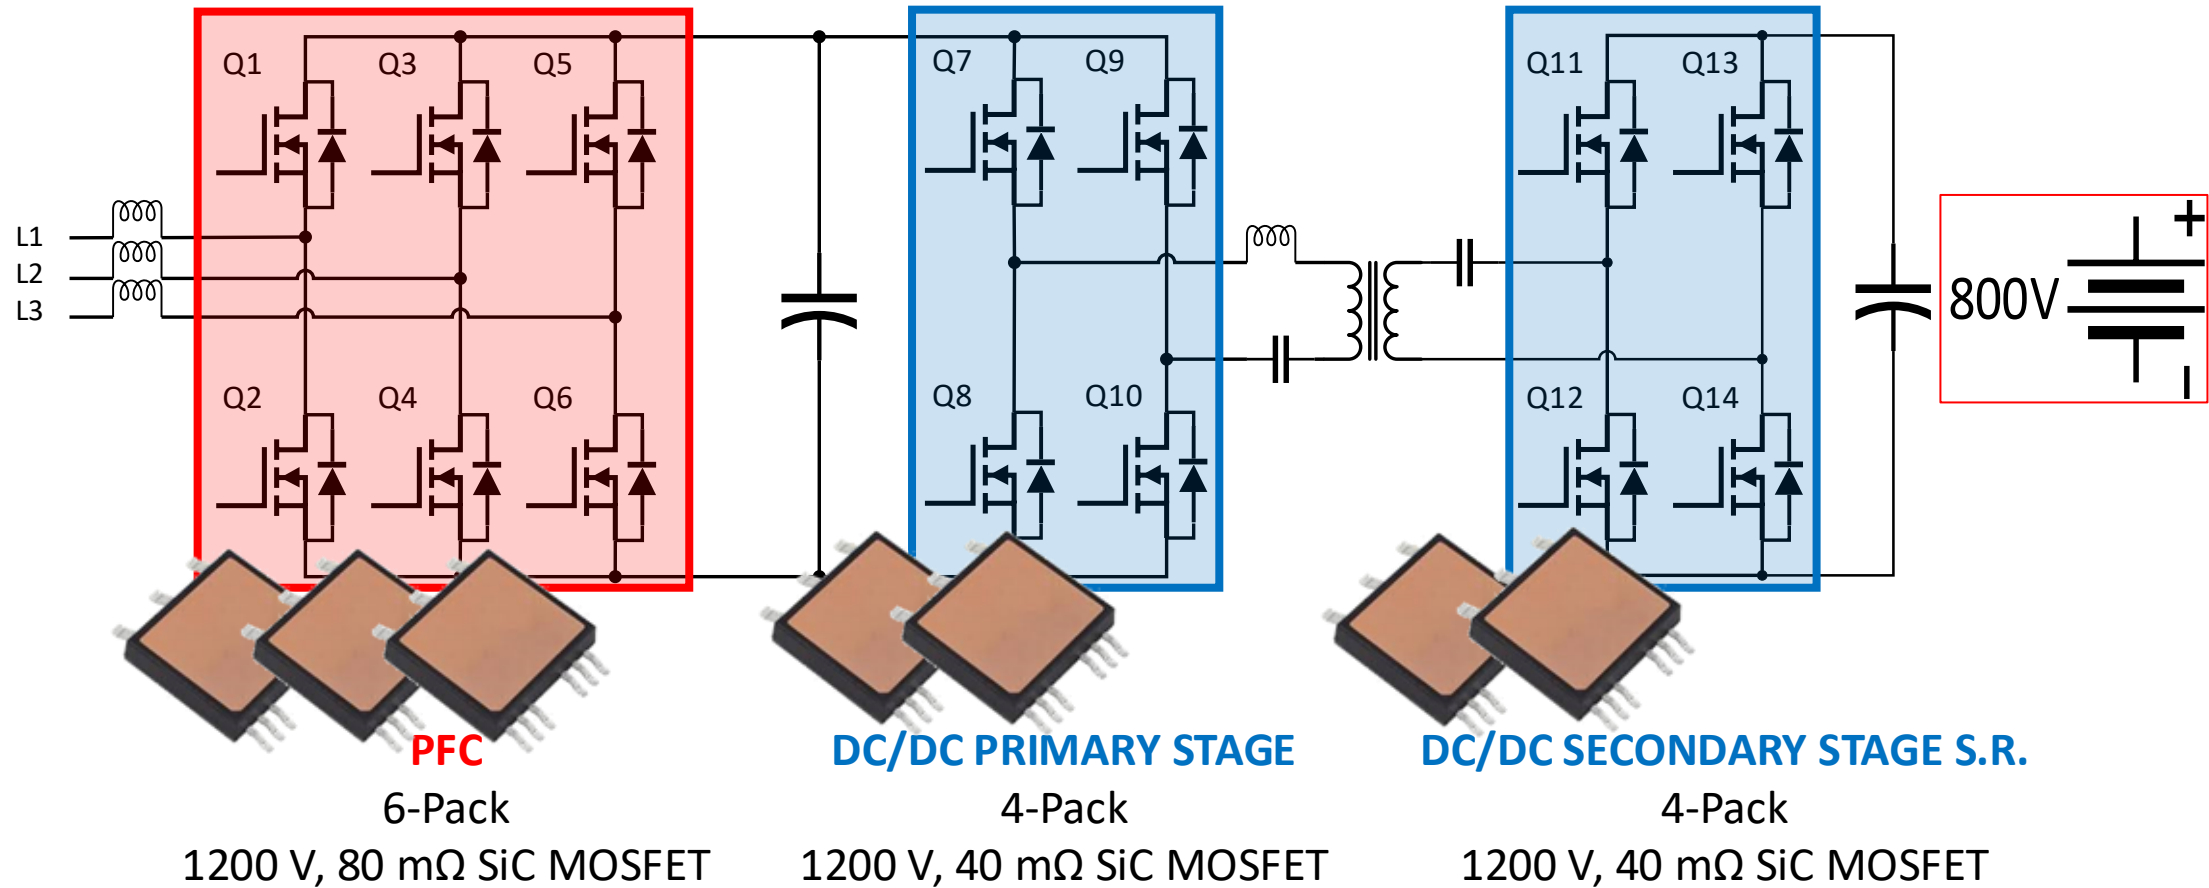 Q1
Q3
Q5
Q7
Q9
Q11
Q13
L1
L2
L3
800V
+
–
Q2
Q4
Q6
Q8
Q10
Q12
Q14
PFC
6-Pack
1200 V, 80 mΩ SiC MOSFET
DC/DC PRIMARY STAGE
4-Pack
1200 V, 40 mΩ SiC MOSFET
DC/DC SECONDARY STAGE S.R.
4-Pack
1200 V, 40 mΩ SiC MOSFET